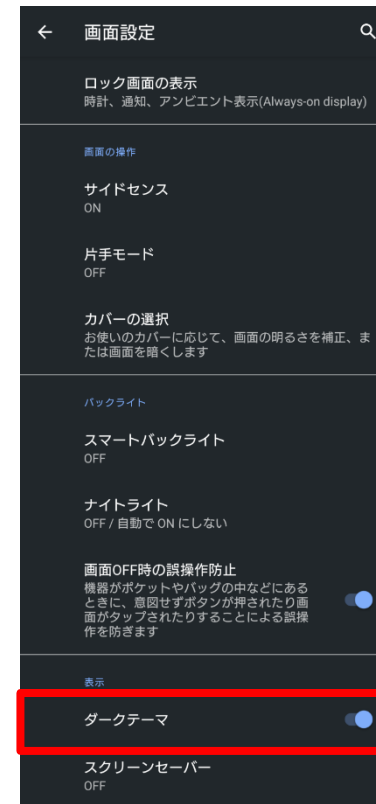 画面設定
ロック画面の表示
時計、通知、アンビエント表示(Always-on display)
画面の操作
サイドセンス
ON
片手モード
OFF
カバーの選択
お使いのカバーに応じて、画面の明るさを補正、ま
たは画面を暗くします
バックライト
スマートバックライト
OFF
ナイトライト
OFF / 自動で ON にしない
画面OFF時の誤操作防止
機器がポケットやバッグの中などにある
ときに、意図せずボタンが押されたり画
面がタップされたりすることによる誤操
作を防ぎます
表示
ダークテーマ
スクリーンセーバー
OFF